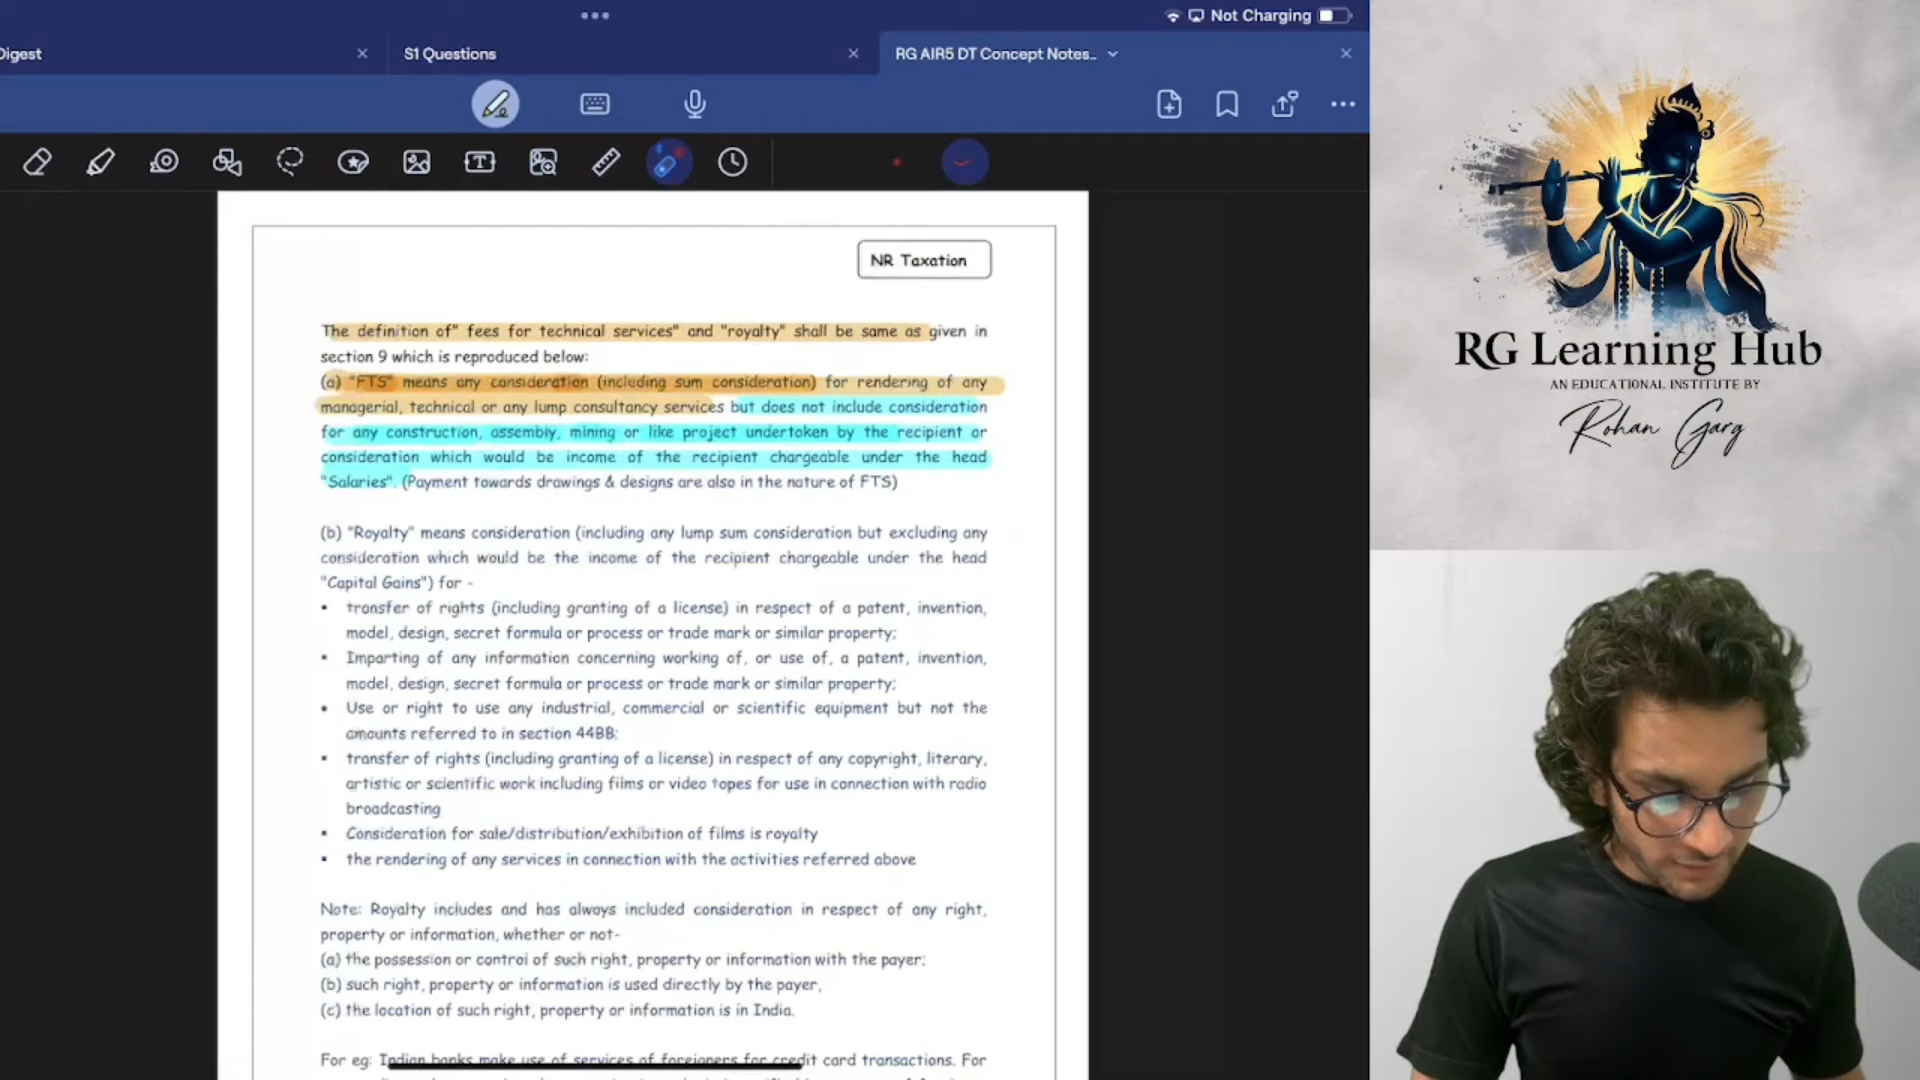 Not Charging
Digest
S1 Questions
RG AIR5 DT Concept Notes..
NR Taxation
The definition of" fees for technical services" and "royalty" shall be same as given in
section 9 which is reproduced below:
(a) "FTS" means any consideration (including sum consideration) for rendering of any
managerial, technical or any lump consultancy services but does not include consideration
for any construction, assembly, mining or like project undertaken by the recipient or
consideration which would be income of the recipient chargeable under the head
"Salaries". (Payment towards drawings & designs are also in the nature of FTS)
(b) "Royalty" means consideration (including any lump sum consideration but excluding any
consideration which would be the income of the recipient chargeable under the head
"Capital Gains") for -
▪ transfer of rights (including granting of a license) in respect of a patent, invention,
model, design, secret formula or process or trade mark or similar property;
▪ Imparting of any information concerning working of, or use of, a patent, invention,
model, design, secret formula or process or trade mark or similar property;
▪ Use or right to use any industrial, commercial or scientific equipment but not the
amounts referred to in section 44BB;
▪ transfer of rights (including granting of a license) in respect of any copyright, literary,
artistic or scientific work including films or video tapes for use in connection with radio
broadcasting
▪ Consideration for sale/distribution/exhibition of films is royalty
▪ the rendering of any services in connection with the activities referred above
Note: Royalty includes and has always included consideration in respect of any right,
property or information, whether or not-
(a) the possession or control of such right, property or information with the payer;
(b) such right, property or information is used directly by the payer,
(c) the location of such right, property or information is in India.
For eg: Indian banks make use of services of foreigners for credit card transactions. For
RG Learning Hub
AN EDUCATIONAL INSTITUTE BY
Rohan Garg